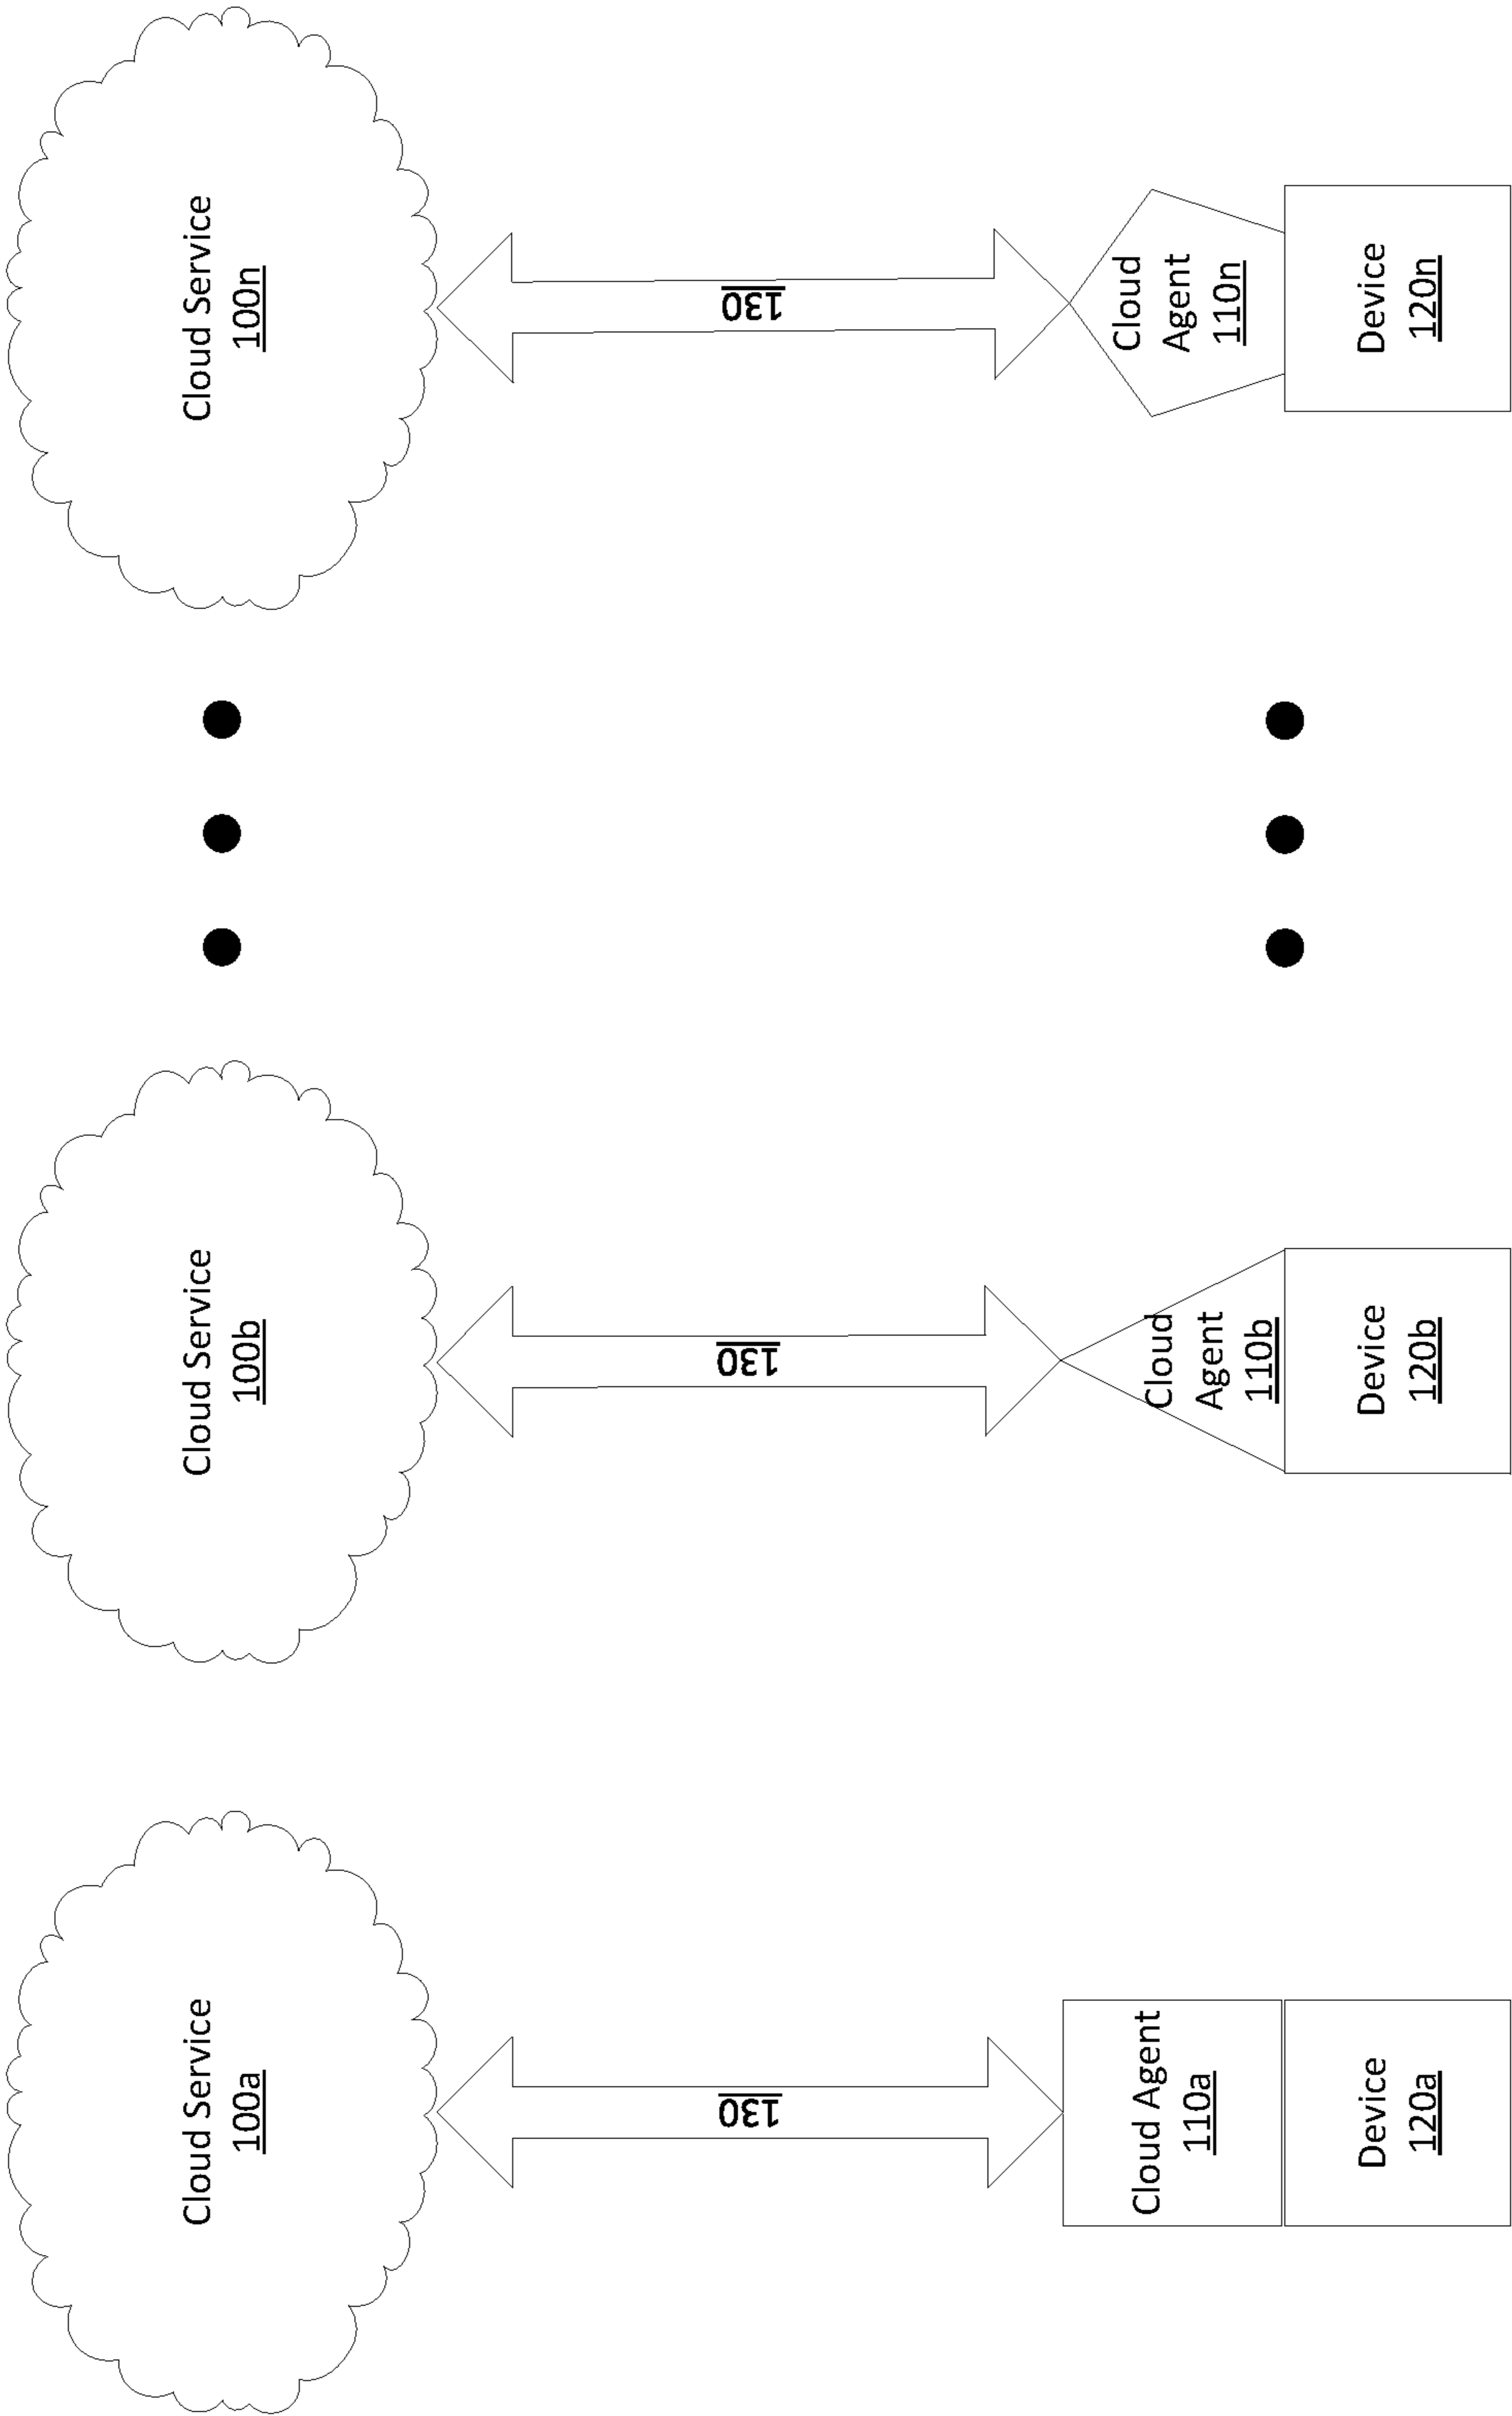 Cloud Service
100a
Cloud Service
100b
Cloud Service
100n
130
130
130
Cloud Agent
110a
Cloud
Agent
110b
Cloud
Agent
110n
Device
120a
Device
120b
Device
120n